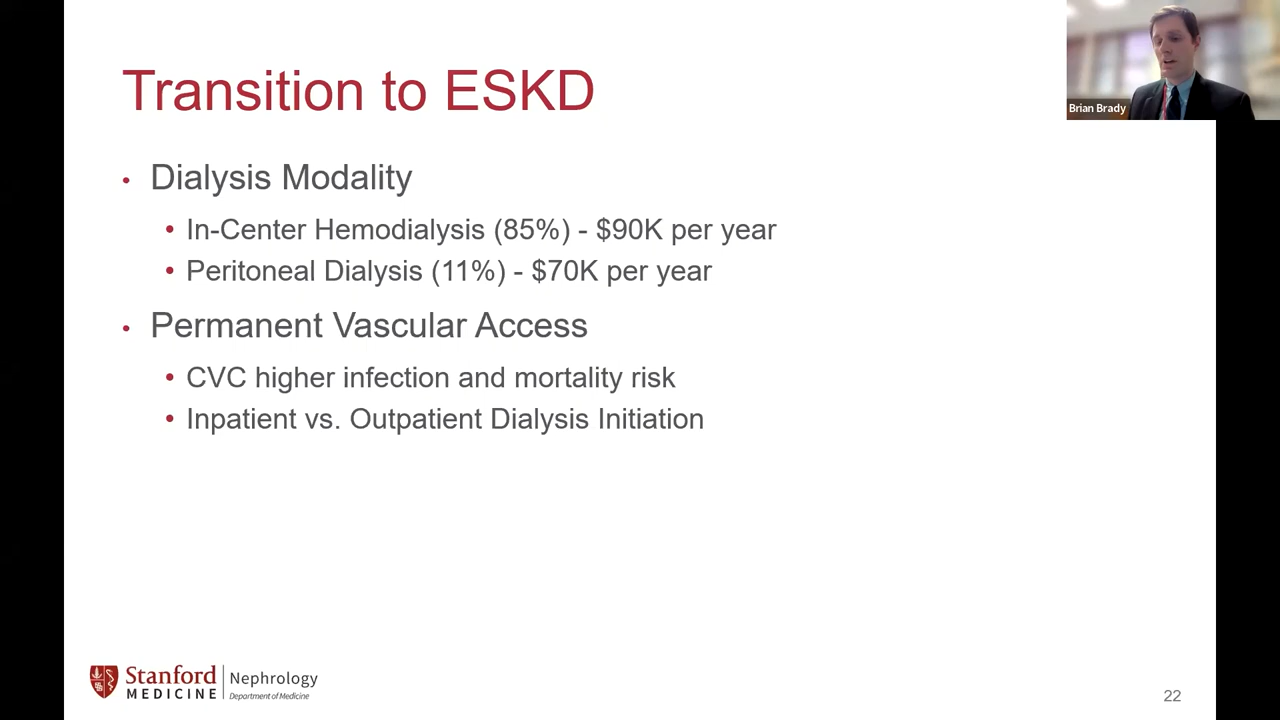 Transition to ESKD
Brian Brady
• Dialysis Modality
• In-Center Hemodialysis (85%) - $90K per year
• Peritoneal Dialysis (11%) - $70K per year
• Permanent Vascular Access
• CVC higher infection and mortality risk
• Inpatient vs. Outpatient Dialysis Initiation
Stanford
MEDICINE
Nephrology
Department of Medicine
22